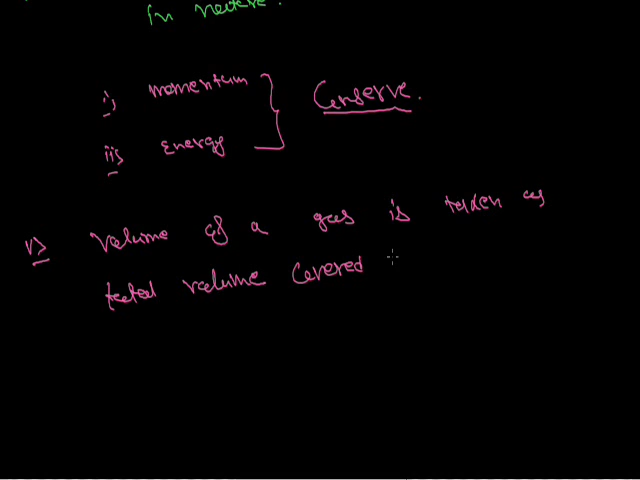 in nature.
i> momentum
Conserve.
ii> Energy
v> Volume of a gas is taken as
total volume Covered